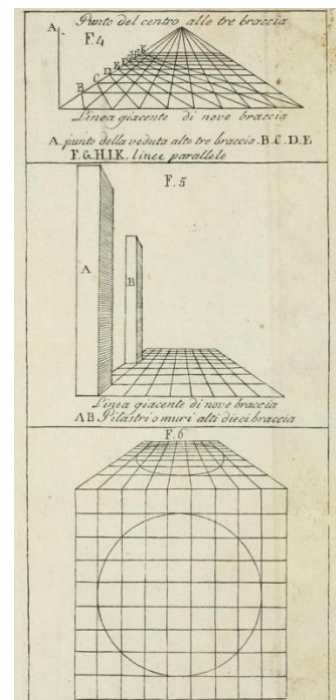 Punto del centro alle tre braccia
A
F.4
K
I
H
G
F
E
D
C
B
Linea giacente di nove braccia
A. punto della veduta alto tre braccia. B. C. D. E.
F. G. H. I. K. linee parallele
F. 5
A
B
Linea giacente di nove braccia
A B Pilastri o muri alti dieci braccia
F. 6